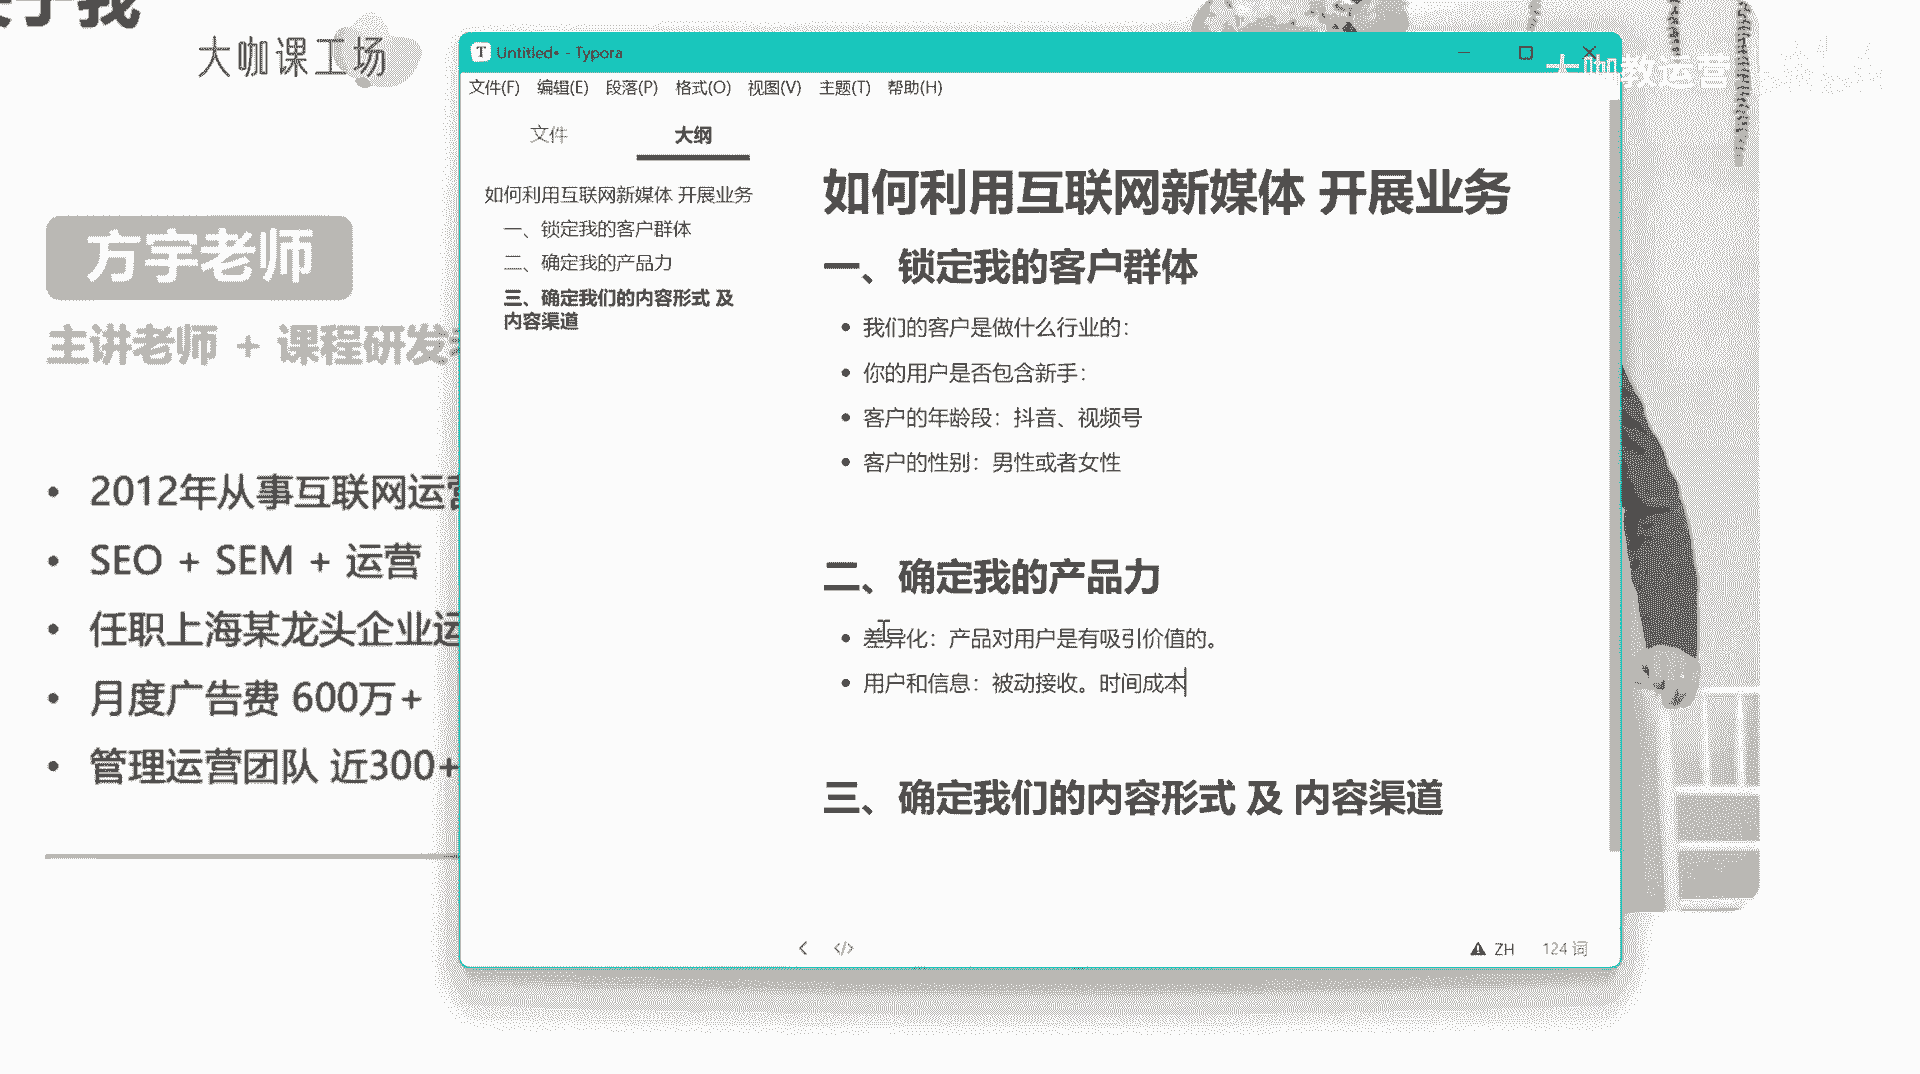 大咖课工场
方宇老师
主讲老师 + 课程研发
2012年从事互联网运营
SEO + SEM + 运营
任职上海某龙头企业运
月度广告费 600万+
管理运营团队 近300+
Untitled• - Typora
大咖教运营
文件(F) 编辑(E) 段落(P) 格式(O) 视图(V) 主题(T) 帮助(H)
文件 大纲
如何利用互联网新媒体 开展业务
一、锁定我的客户群体
二、确定我的产品力
三、确定我们的内容形式 及
内容渠道
如何利用互联网新媒体 开展业务
一、锁定我的客户群体
我们的客户是做什么行业的：
你的用户是否包含新手：
客户的年龄段：抖音、视频号
客户的性别：男性或者女性
二、确定我的产品力
差异化：产品对用户是有吸引价值的。
用户和信息：被动接收。时间成本
三、确定我们的内容形式 及 内容渠道
ZH 124 词